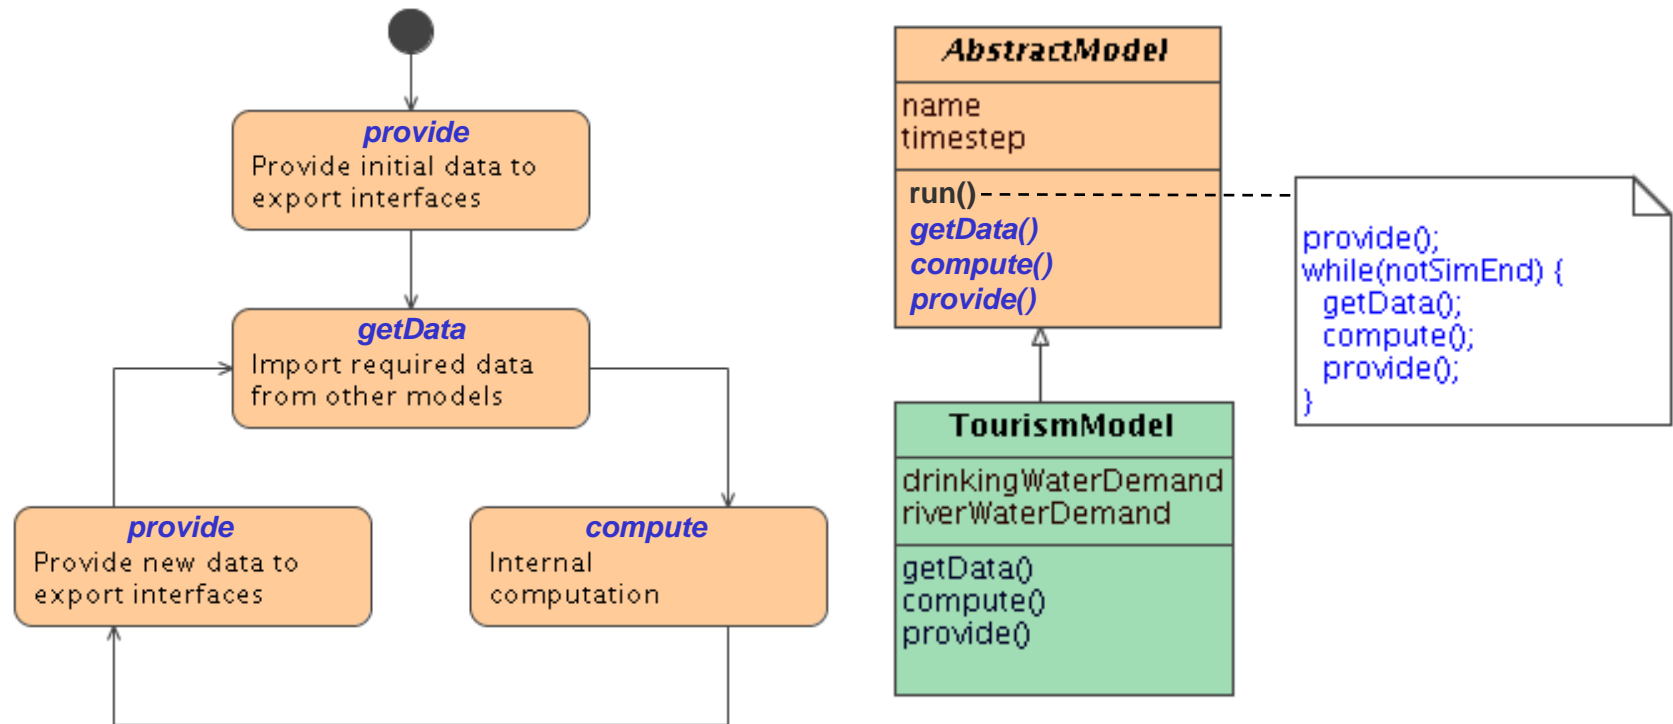 provide
Provide initial data to
export interfaces
getData
Import required data
from other models
provide
Provide new data to
export interfaces
compute
Internal
computation
AbstractModel
name
timestep
run()
getData()
compute()
provide()
TourismModel
drinkingWaterDemand
riverWaterDemand
getData()
compute()
provide()
provide();
while(notSimEnd) {
getData();
compute();
provide();
}